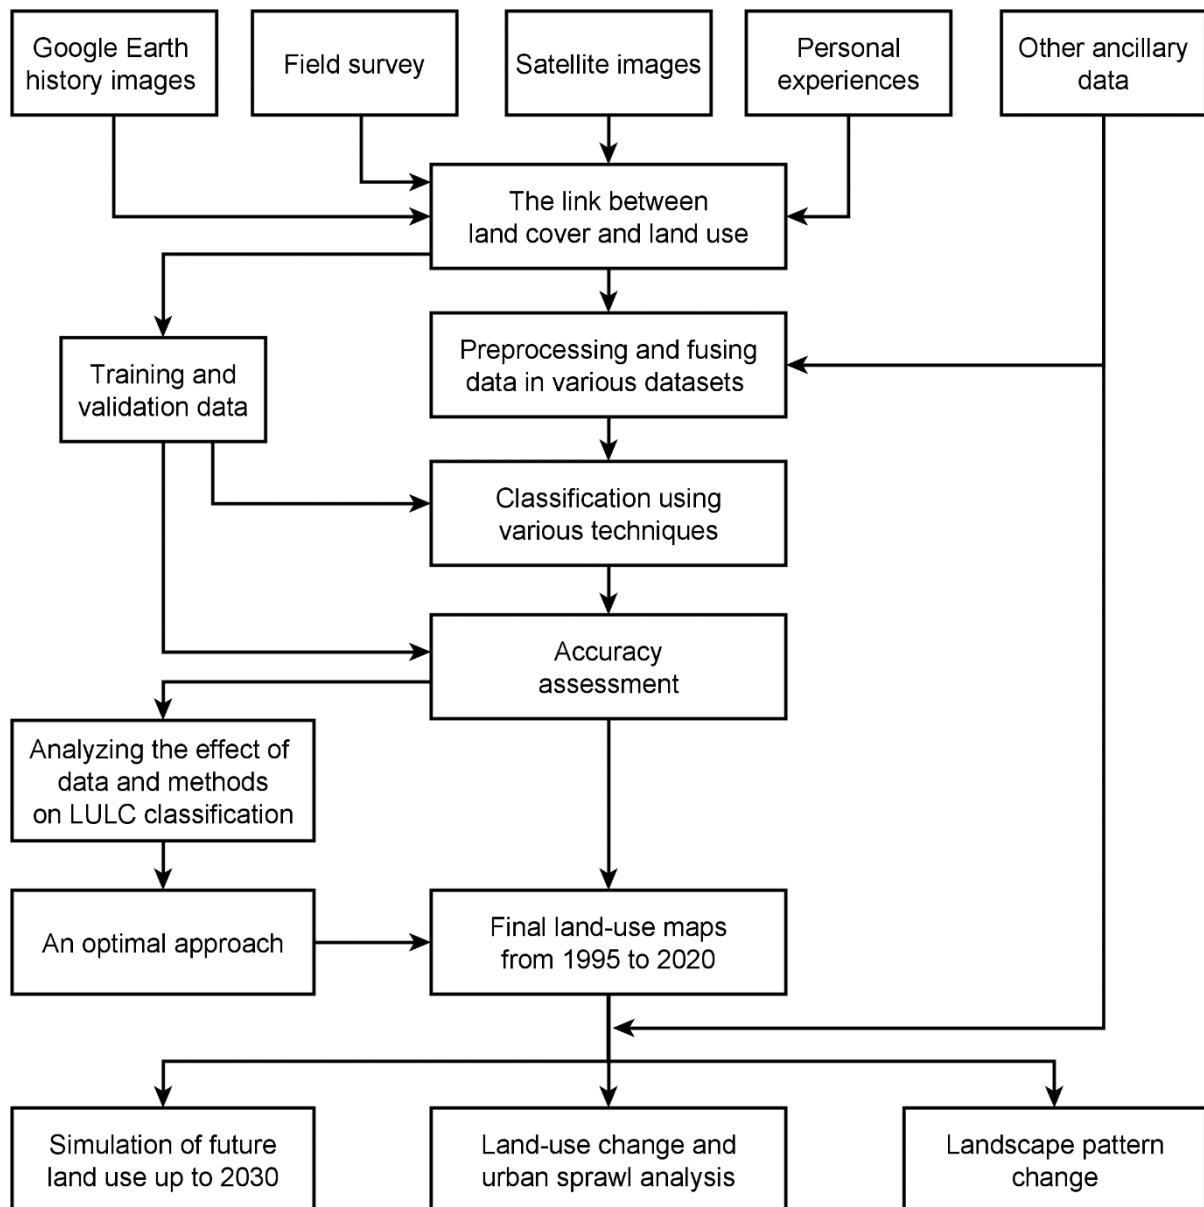 Google Earth
history images
Field survey
Satellite images
Personal
experiences
Other ancillary
data
The link between
land cover and land use
Training and
validation data
Preprocessing and fusing
data in various datasets
Classification using
various techniques
Accuracy
assessment
Analyzing the effect of
data and methods
on LULC classification
An optimal approach
Final land-use maps
from 1995 to 2020
Simulation of future
land use up to 2030
Land-use change and
urban sprawl analysis
Landscape pattern
change